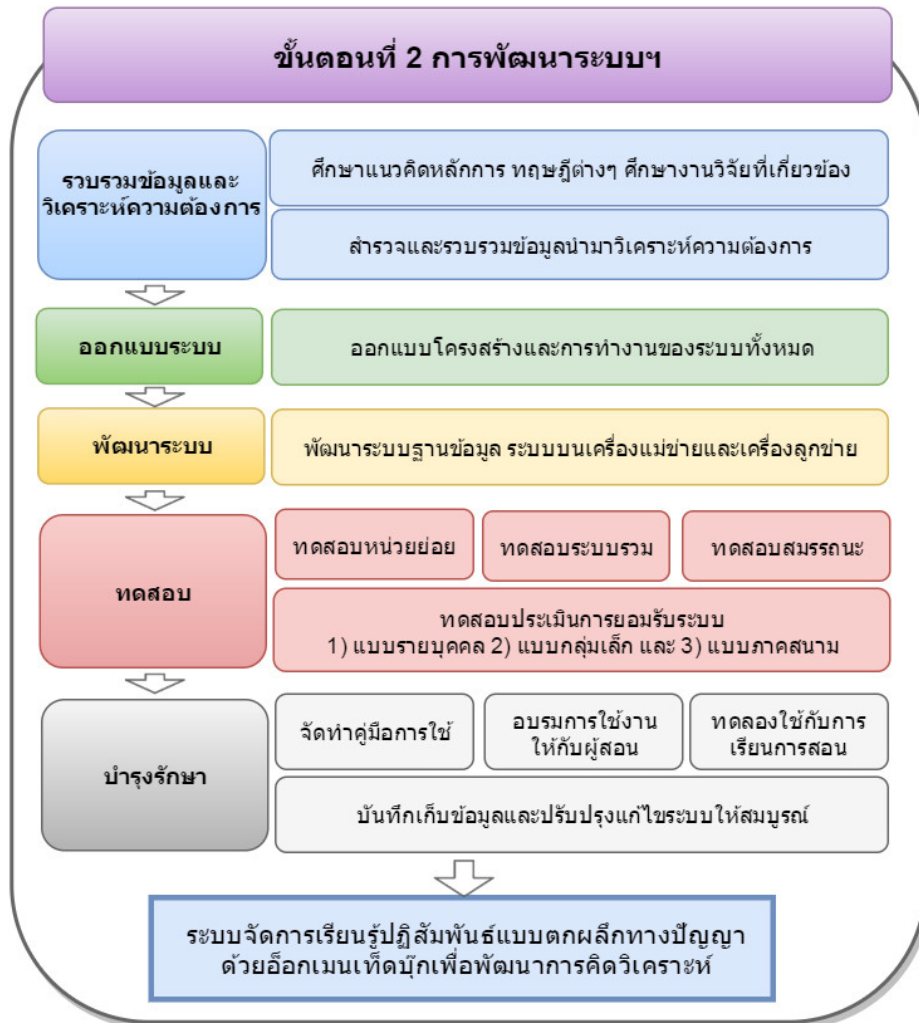 ขั้นตอนที่ 2 การพัฒนาระบบฯ
รวบรวมข้อมูลและ
วิเคราะห์ความต้องการ
ศึกษาแนวคิดหลักการ ทฤษฎีต่างๆ ศึกษางานวิจัยที่เกี่ยวข้อง
สำรวจและรวบรวมข้อมูลนำมาวิเคราะห์ความต้องการ
ออกแบบระบบ
ออกแบบโครงสร้างและการทำงานของระบบทั้งหมด
พัฒนาระบบ
พัฒนาระบบฐานข้อมูล ระบบบนเครื่องแม่ข่ายและเครื่องลูกข่าย
ทดสอบ
ทดสอบหน่วยย่อย
ทดสอบระบบรวม
ทดสอบสมรรถนะ
ทดสอบประเมินการยอมรับระบบ
1) แบบรายบุคคล 2) แบบกลุ่มเล็ก และ 3) แบบภาคสนาม
บำรุงรักษา
จัดทำคู่มือการใช้
อบรมการใช้งาน
ให้กับผู้สอน
ทดลองใช้กับการ
เรียนการสอน
บันทึกเก็บข้อมูลและปรับปรุงแก้ไขระบบให้สมบูรณ์
ระบบจัดการเรียนรู้ปฏิสัมพันธ์แบบตกผลึกทางปัญญา
ด้วยอ็อกเมนเท็ดบุ๊กเพื่อพัฒนาการคิดวิเคราะห์